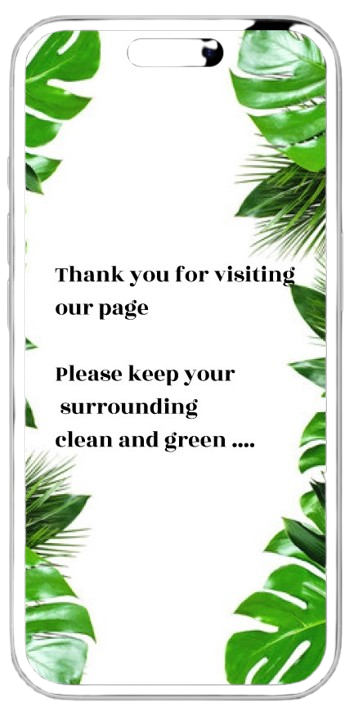 Thank you for visiting
our page
Please keep your
surrounding
clean and green ....